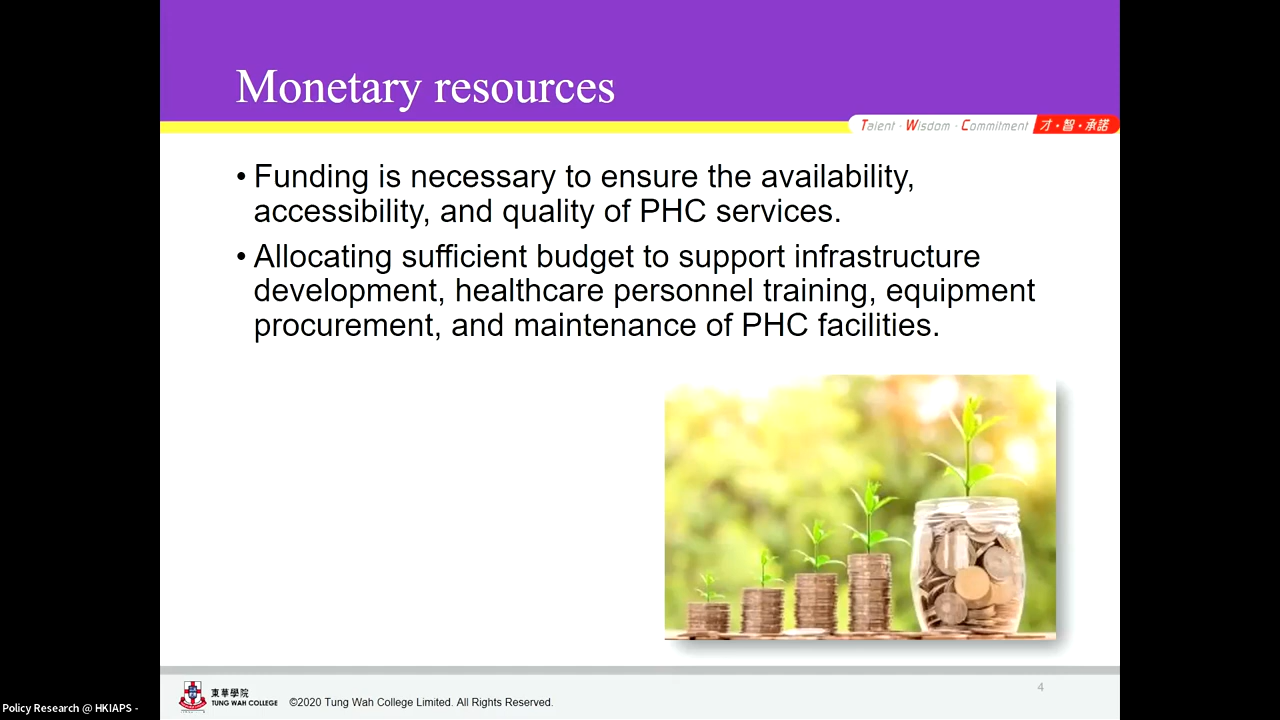 Monetary resources
Talent · Wisdom · Commitment 才・智・承諾
• Funding is necessary to ensure the availability,
accessibility, and quality of PHC services.
• Allocating sufficient budget to support infrastructure
development, healthcare personnel training, equipment
procurement, and maintenance of PHC facilities.
4
東華學院
TUNG WAH COLLEGE
©2020 Tung Wah College Limited. All Rights Reserved.
Policy Research @ HKIAPS -